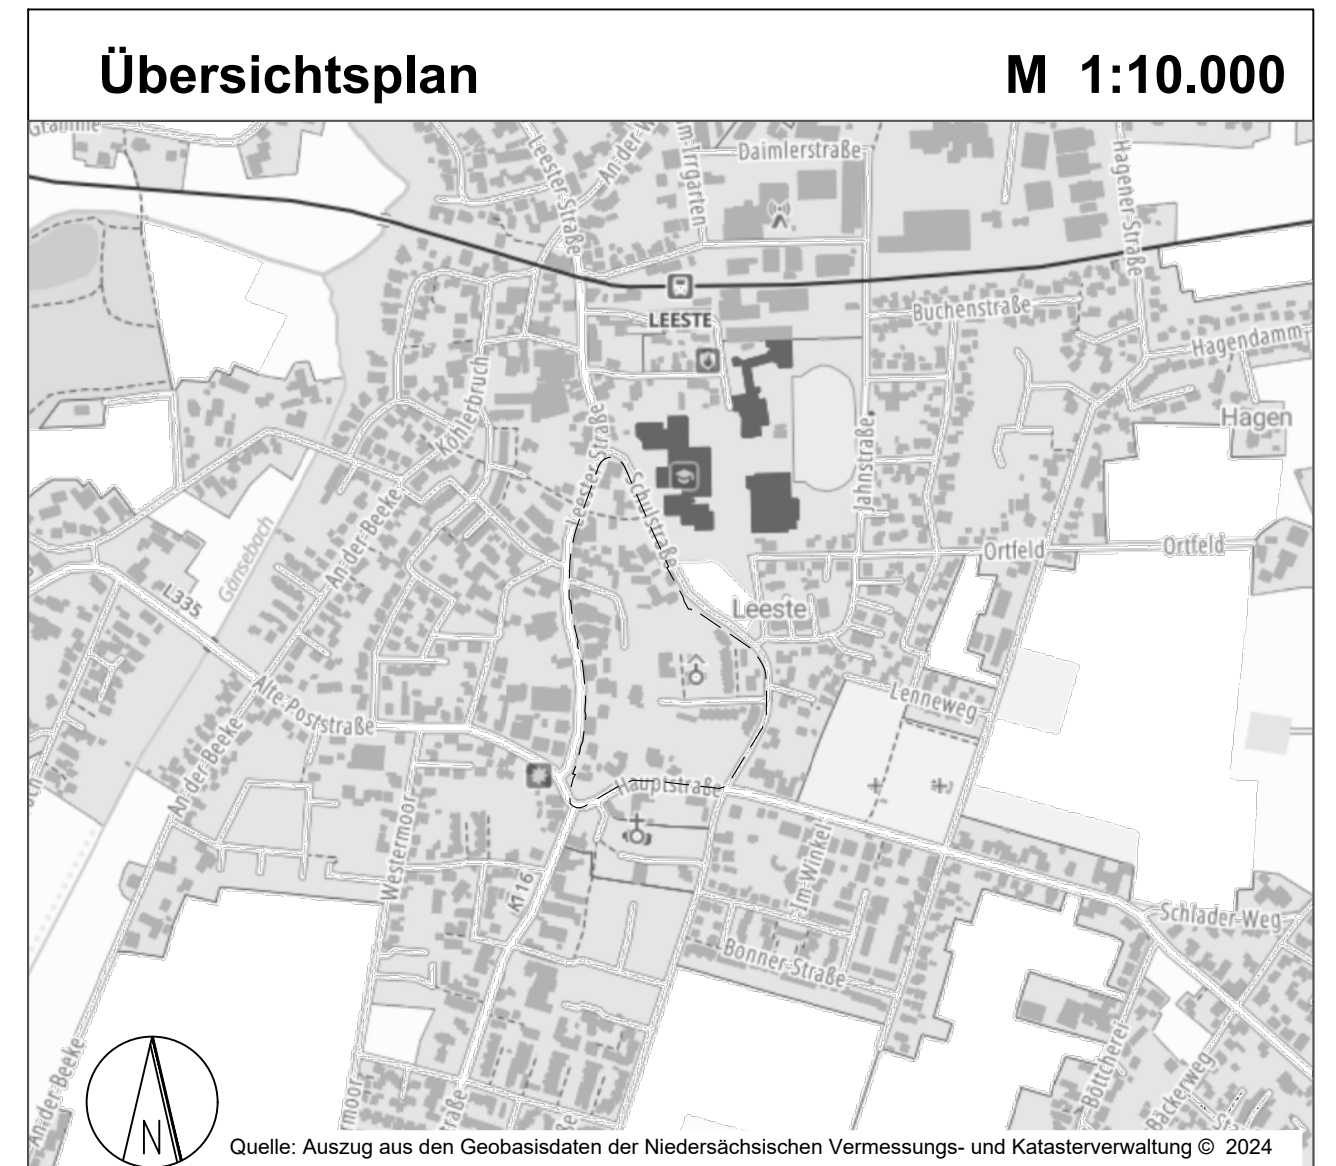 Übersichtsplan M 1:10.000
Leester-Straße
Irrgarten
Daimlerstraße
Hagener-Straße
LEESTE
Buchenstraße
Hagendamm
Hagen
Köhlerbruch
Leester-Straße
Schulstraße
Jahnstraße
An-der-Beeke
Gänsebach
L335
Ortfeld
Ortfeld
Leeste
Lenneweg
Alte-Poststraße
An-der-Beeke
Hauptstraße
Westermoor
K116
Im-Winkel
Schlader-Weg
Bonner-Straße
An-der-Beeke
moor
raße
Böttcherei
Bäckerweg
N
Quelle: Auszug aus den Geobasisdaten der Niedersächsischen Vermessungs- und Katasterverwaltung © 2024